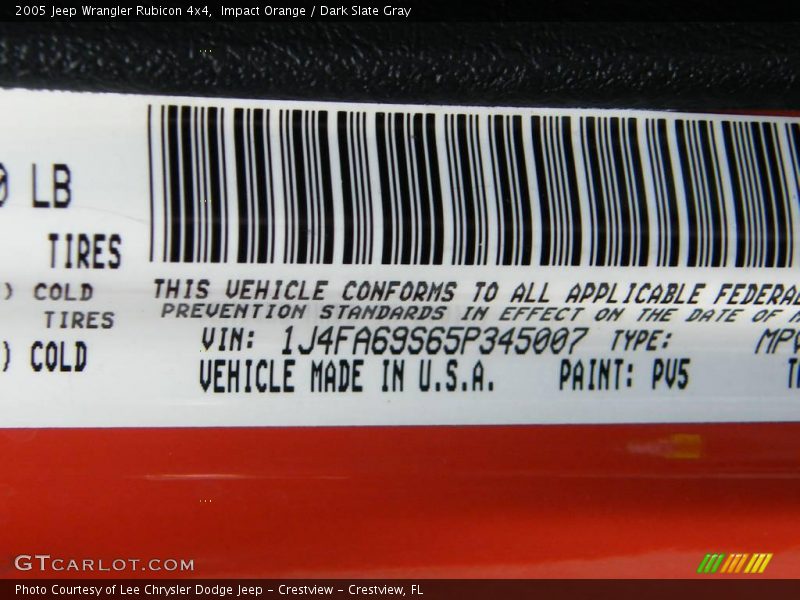 2005 Jeep Wrangler Rubicon 4x4, Impact Orange / Dark Slate Gray
LB
TIRES
) COLD
TIRES
) COLD
THIS VEHICLE CONFORMS TO ALL APPLICABLE FEDERAL
PREVENTION STANDARDS IN EFFECT ON THE DATE OF
VIN: 1J4FA69S65P345007 TYPE: MPV
VEHICLE MADE IN U.S.A. PAINT: PV5
GTCARLOT.COM
Photo Courtesy of Lee Chrysler Dodge Jeep - Crestview - Crestview, FL